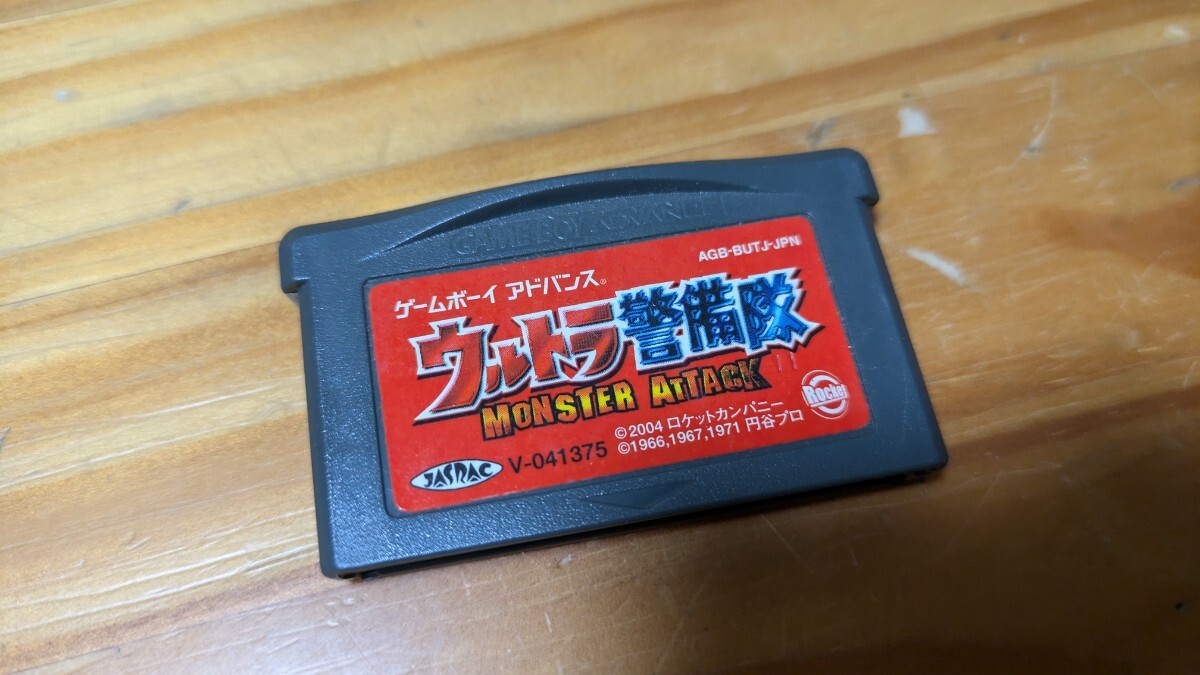 GAME BOY ADVANCE
AGB-BUTJ-JPN
ゲームボーイ アドバンス®
ウルトラ警備隊
MONSTER ATTACK
Rocket
©2004 ロケットカンパニー
©1966,1967,1971 円谷プロ
JASRAC
V-041375